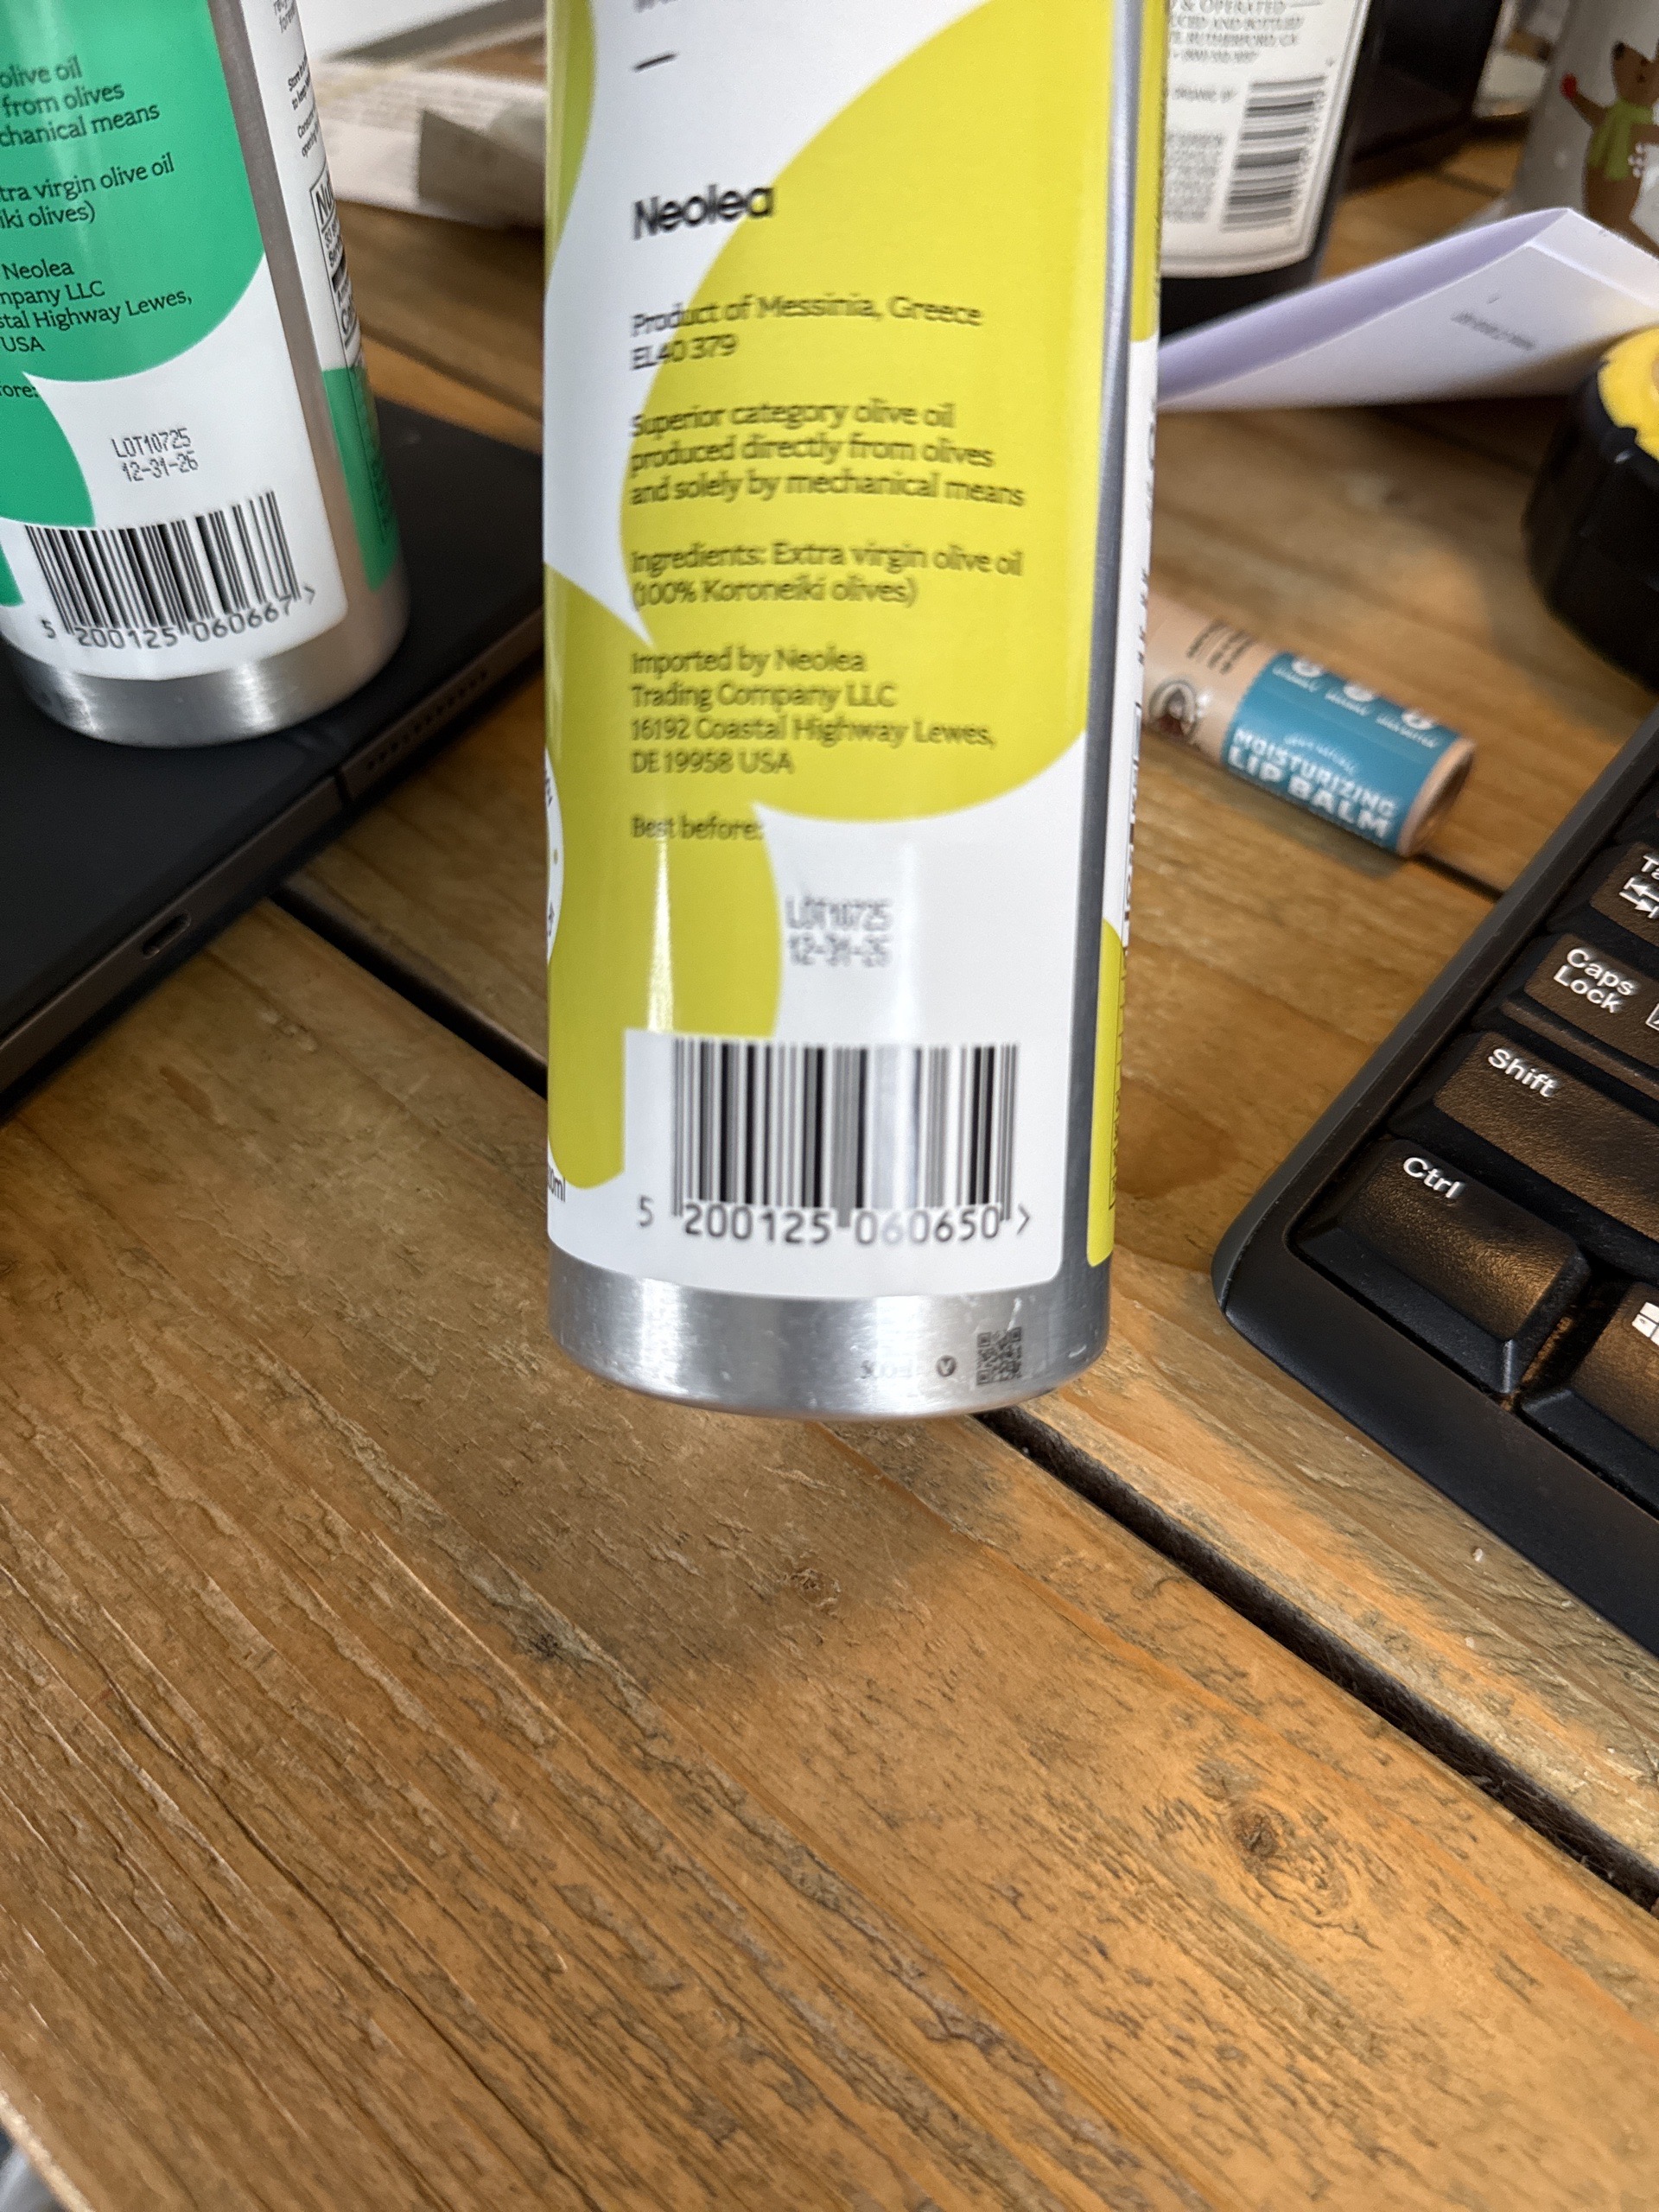 olive oil
from olives
chanical means
tra virgin olive oil
iki olives)
Neolea
mpany LLC
stal Highway Lewes,
USA
ore:
LOT10725
12-31-26
5 200125 060667 >
Neolea
Product of Messinia, Greece
EL40 379
Superior category olive oil
produced directly from olives
and solely by mechanical means
Ingredients: Extra virgin olive oil
(100% Koroneiki olives)
Imported by Neolea
Trading Company LLC
16192 Coastal Highway Lewes,
DE 19958 USA
Best before:
LOT10725
5 200125 060650 >
& OPERATED
MOISTURIZING
LIP BALM
Caps
Lock
Shift
Ctrl